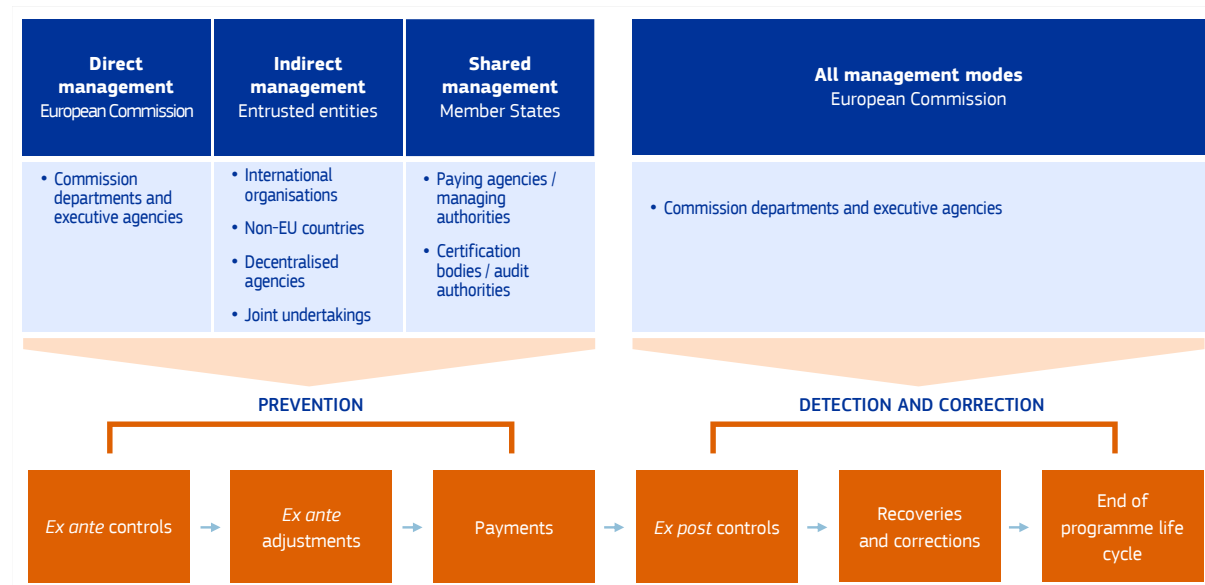 Direct
management
European Commission
Indirect
management
Entrusted entities
Shared
management
Member States
All management modes
European Commission
• Commission
departments and
executive agencies
• International
organisations
• Non-EU countries
• Decentralised
agencies
• Joint undertakings
• Paying agencies /
managing
authorities
• Certification
bodies / audit
authorities
• Commission departments and executive agencies
PREVENTION
DETECTION AND CORRECTION
Ex ante controls
Ex ante
adjustments
Payments
Ex post controls
Recoveries
and corrections
End of
programme life
cycle